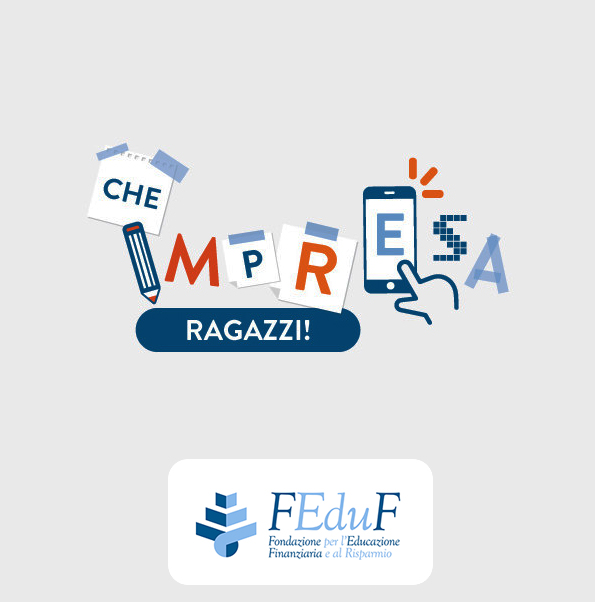 CHE
IMPRESA
RAGAZZI!
FEduF
Fondazione per l'Educazione
Finanziaria e al Risparmio